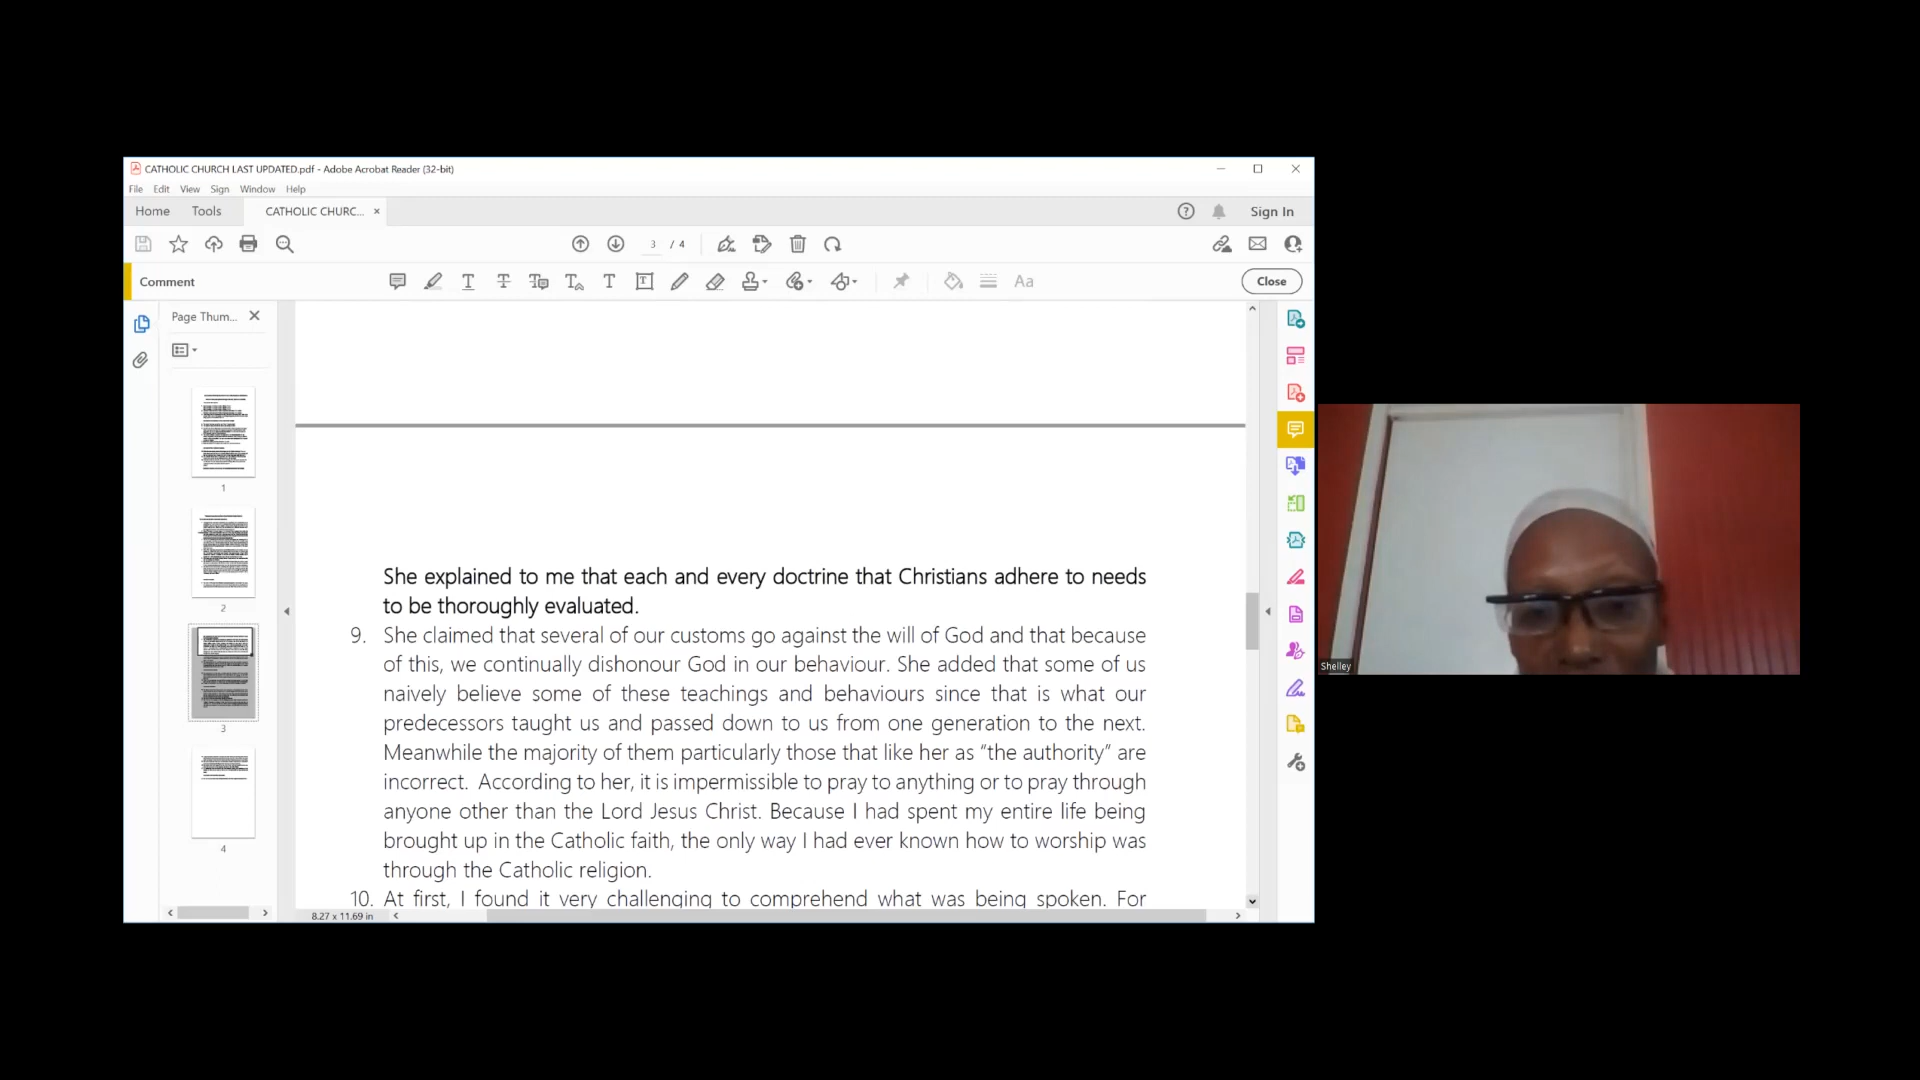 CATHOLIC CHURCH LAST UPDATED.pdf - Adobe Acrobat Reader (32-bit)
File Edit View Sign Window Help
Home Tools CATHOLIC CHURC... × Sign In
3 / 4
Comment Close
Page Thum...
1
2
3
4
She explained to me that each and every doctrine that Christians adhere to needs
to be thoroughly evaluated.
9. She claimed that several of our customs go against the will of God and that because
of this, we continually dishonour God in our behaviour. She added that some of us
naively believe some of these teachings and behaviours since that is what our
predecessors taught us and passed down to us from one generation to the next.
Meanwhile the majority of them particularly those that like her as “the authority” are
incorrect. According to her, it is impermissible to pray to anything or to pray through
anyone other than the Lord Jesus Christ. Because I had spent my entire life being
brought up in the Catholic faith, the only way I had ever known how to worship was
through the Catholic religion.
10. At first, I found it very challenging to comprehend what was being spoken. For
8.27 x 11.69 in
Shelley